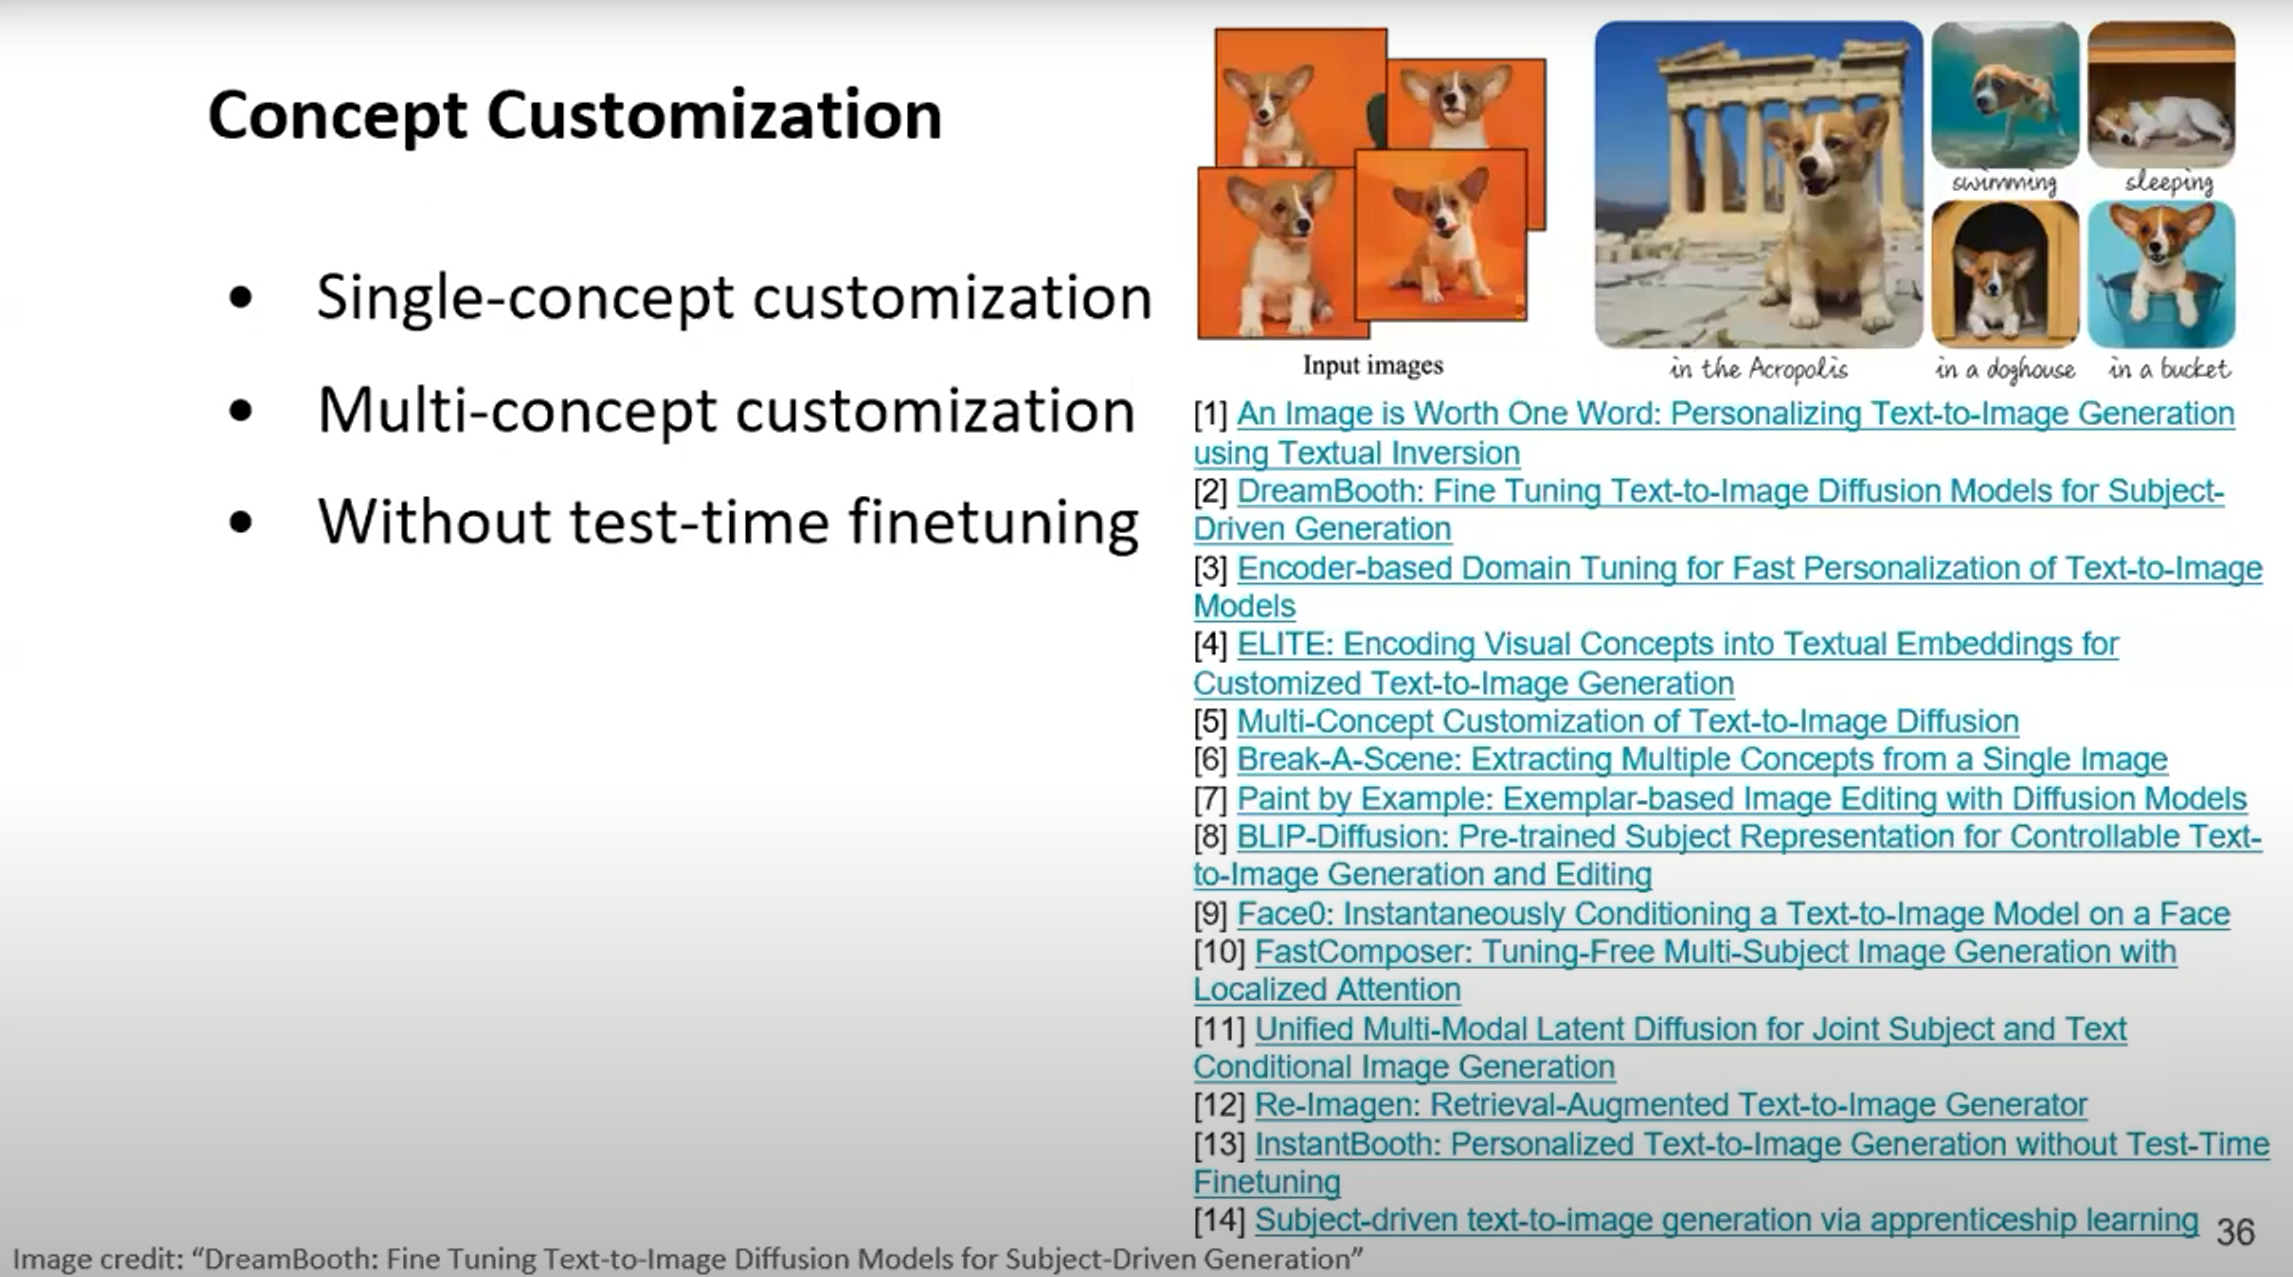 Concept Customization
• Single-concept customization
• Multi-concept customization
• Without test-time finetuning
Input images
in the Acropolis
swimming
sleeping
in a doghouse
in a bucket
[1] An Image is Worth One Word: Personalizing Text-to-Image Generation
using Textual Inversion
[2] DreamBooth: Fine Tuning Text-to-Image Diffusion Models for Subject-
Driven Generation
[3] Encoder-based Domain Tuning for Fast Personalization of Text-to-Image
Models
[4] ELITE: Encoding Visual Concepts into Textual Embeddings for
Customized Text-to-Image Generation
[5] Multi-Concept Customization of Text-to-Image Diffusion
[6] Break-A-Scene: Extracting Multiple Concepts from a Single Image
[7] Paint by Example: Exemplar-based Image Editing with Diffusion Models
[8] BLIP-Diffusion: Pre-trained Subject Representation for Controllable Text-
to-Image Generation and Editing
[9] Face0: Instantaneously Conditioning a Text-to-Image Model on a Face
[10] FastComposer: Tuning-Free Multi-Subject Image Generation with
Localized Attention
[11] Unified Multi-Modal Latent Diffusion for Joint Subject and Text
Conditional Image Generation
[12] Re-Imagen: Retrieval-Augmented Text-to-Image Generator
[13] InstantBooth: Personalized Text-to-Image Generation without Test-Time
Finetuning
[14] Subject-driven text-to-image generation via apprenticeship learning
36
Image credit: “DreamBooth: Fine Tuning Text-to-Image Diffusion Models for Subject-Driven Generation”